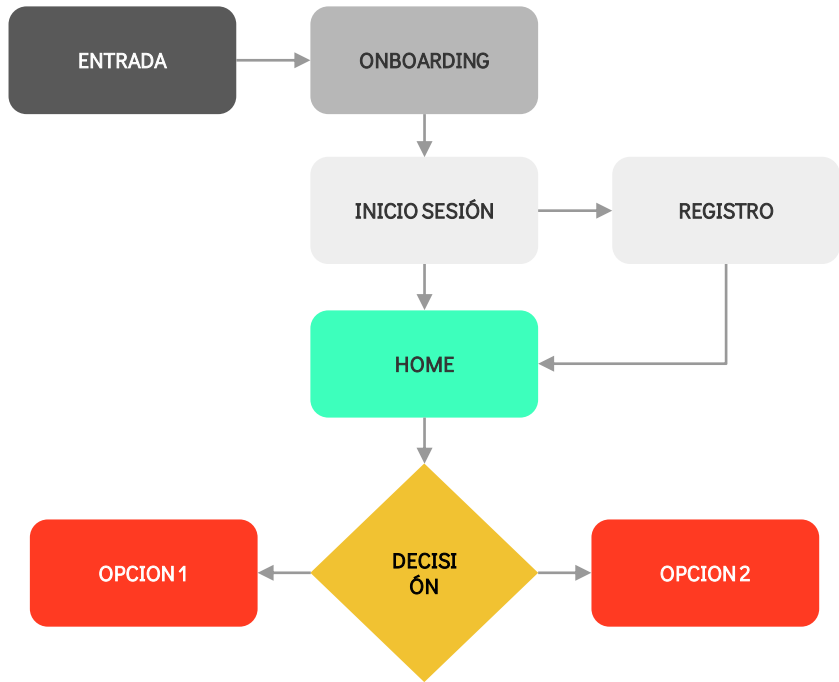 ENTRADA
ONBOARDING
INICIO SESIÓN
REGISTRO
HOME
DECISI
ÓN
OPCION 1
OPCION 2